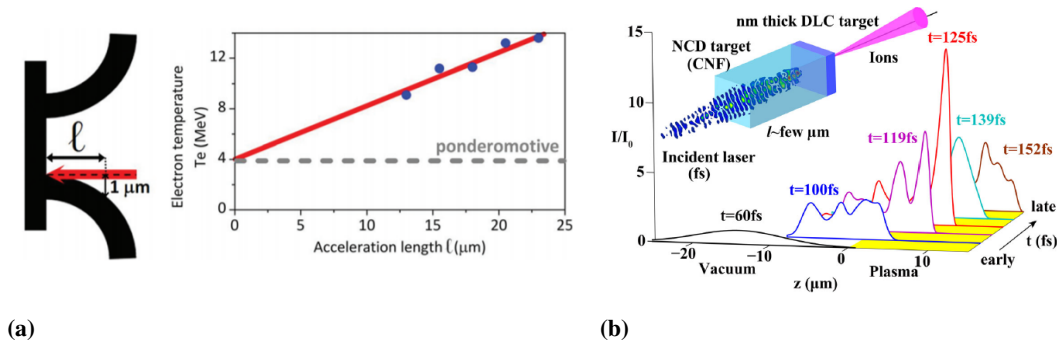 (a)
ℓ
1 μm
Electron temperature
Te (MeV)
12
8
4
0
ponderomotive
0 5 10 15 20 25
Acceleration length ℓ (μm)
(b)
nm thick DLC target
NCD target
(CNF)
Ions
l~few μm
Incident laser
(fs)
I/I0
15
10
5
0
t=60fs
t=100fs
t=119fs
t=125fs
t=139fs
t=152fs
late
t (fs)
early
−20 −10 0 10
Vacuum
Plasma
z (μm)